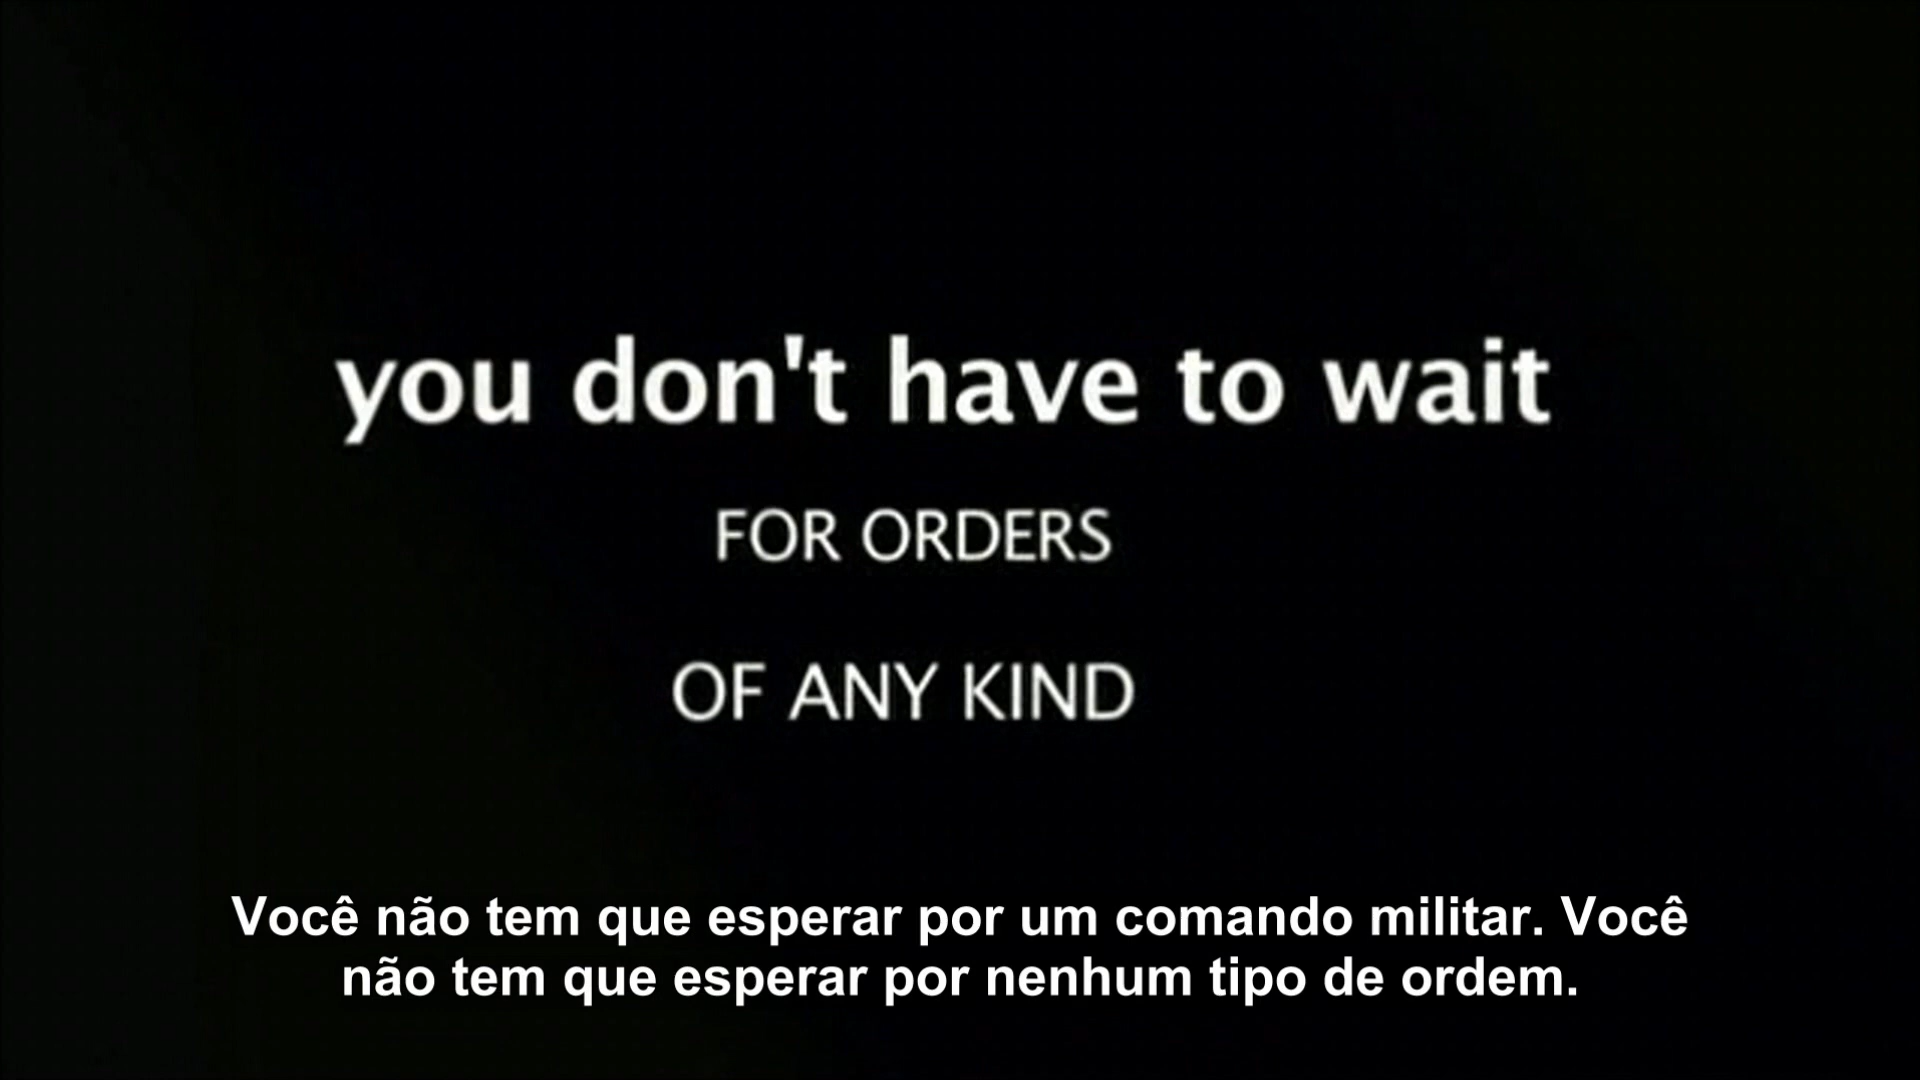 you don't have to wait
FOR ORDERS
OF ANY KIND
Você não tem que esperar por um comando militar. Você
não tem que esperar por nenhum tipo de ordem.